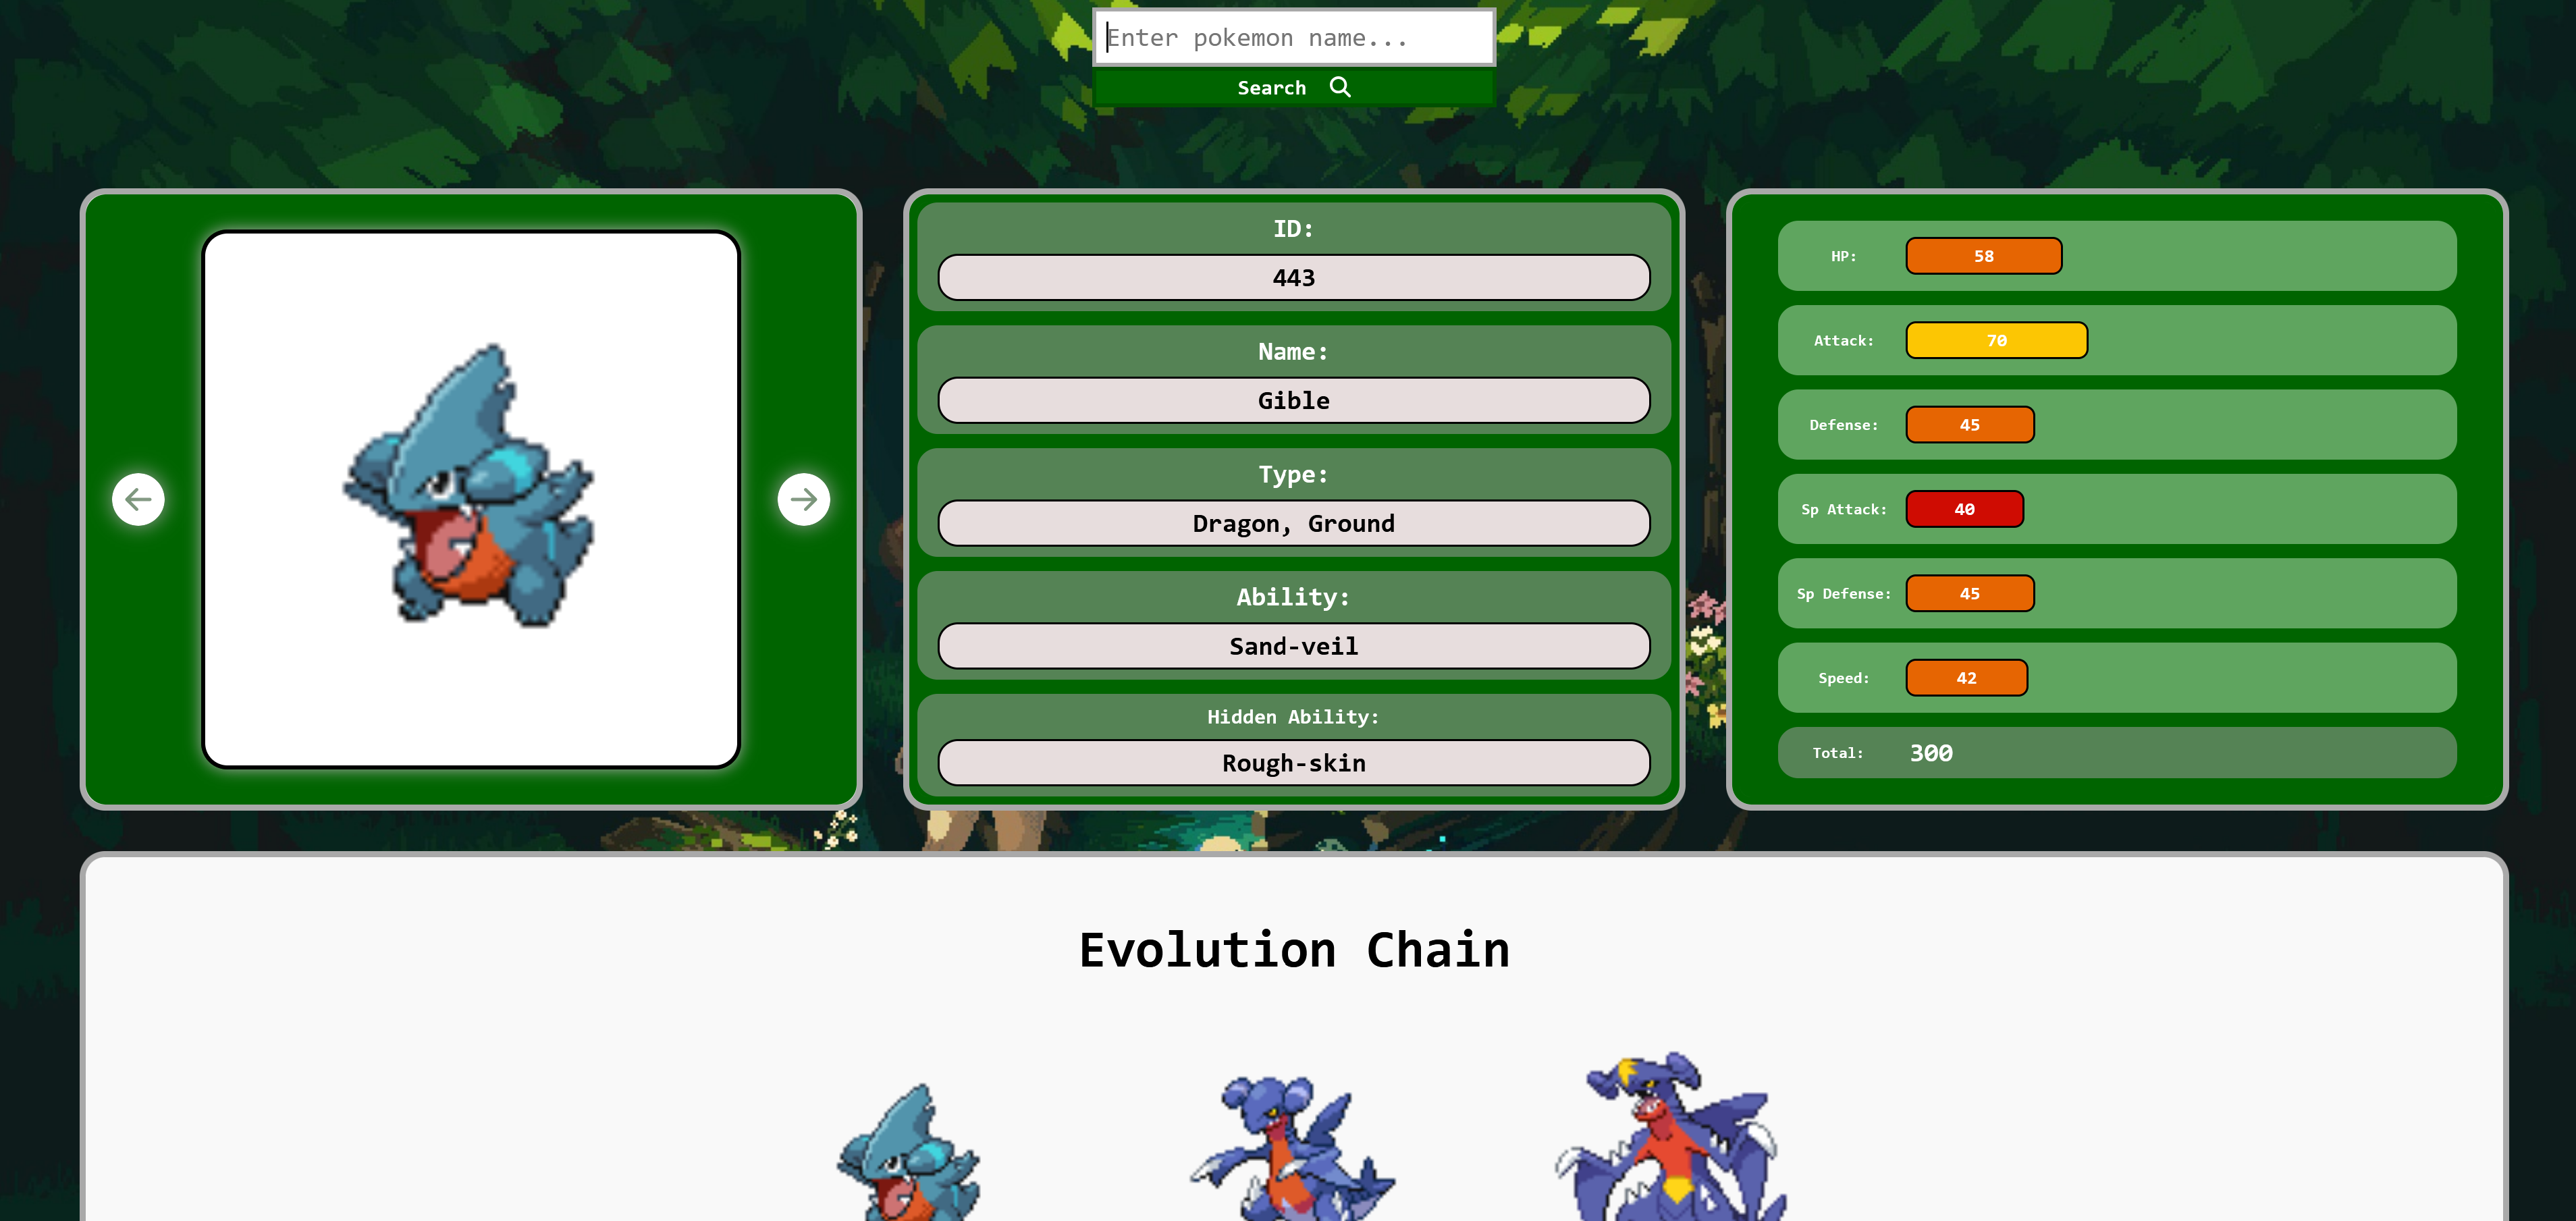 Enter pokemon name...
Search
ID:
443
Name:
Gible
Type:
Dragon, Ground
Ability:
Sand-veil
Hidden Ability:
Rough-skin
HP: 58
Attack: 70
Defense: 45
Sp Attack: 40
Sp Defense: 45
Speed: 42
Total: 300
Evolution Chain